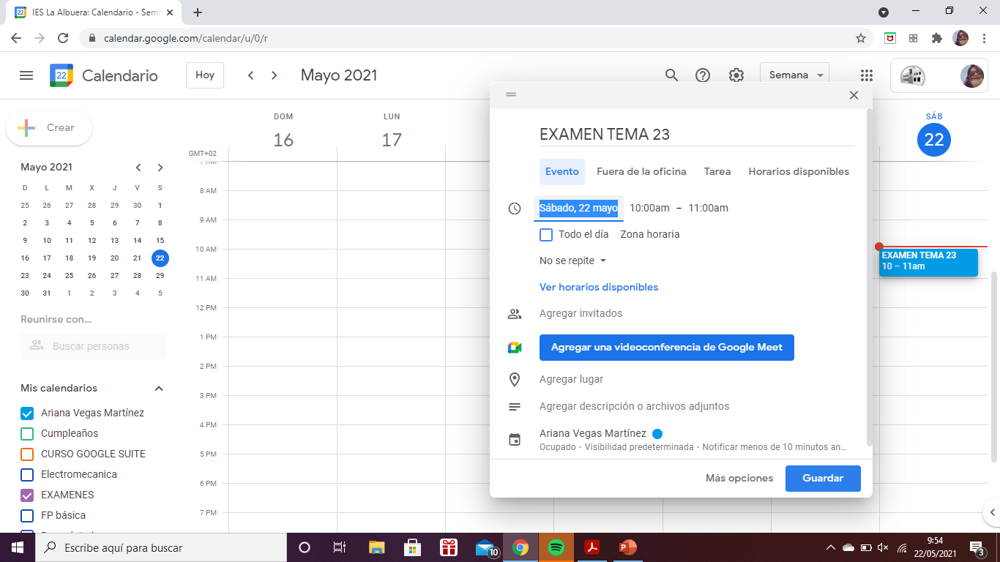 IES La Albuera: Calendario - Sema
calendar.google.com/calendar/u/0/r
22 Calendario
Hoy
Mayo 2021
Semana
Crear
Mayo 2021
D L M X J V S
25 26 27 28 29 30 1
2 3 4 5 6 7 8
9 10 11 12 13 14 15
16 17 18 19 20 21 22
23 24 25 26 27 28 29
30 31 1 2 3 4 5
Reunirse con...
Buscar personas
Mis calendarios
Ariana Vegas Martínez
Cumpleaños
CURSO GOOGLE SUITE
Electromecanica
EXAMENES
FP básica
GMT+02
DOM
16
LUN
17
SÁB
22
7 AM
8 AM
9 AM
10 AM
11 AM
12 PM
1 PM
2 PM
3 PM
4 PM
5 PM
6 PM
7 PM
EXAMEN TEMA 23
10 – 11am
EXAMEN TEMA 23
Evento Fuera de la oficina Tarea Horarios disponibles
Sábado, 22 mayo 10:00am – 11:00am
Todo el día Zona horaria
No se repite
Ver horarios disponibles
Agregar invitados
Agregar una videoconferencia de Google Meet
Agregar lugar
Agregar descripción o archivos adjuntos
Ariana Vegas Martínez
Ocupado · Visibilidad predeterminada · Notificar menos de 10 minutos an...
Más opciones Guardar
Escribe aquí para buscar
10
9:54
22/05/2021
3